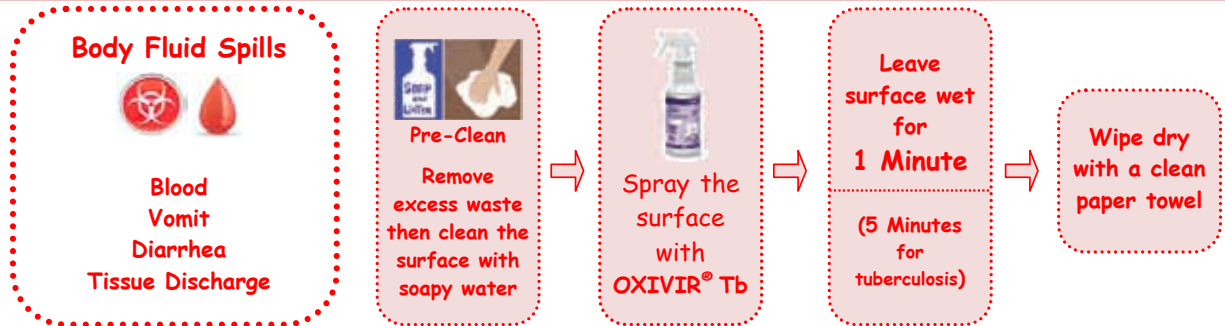 Body Fluid Spills
Blood
Vomit
Diarrhea
Tissue Discharge
SOAP
and
WATER
Pre-Clean
Remove
excess waste
then clean the
surface with
soapy water
Spray the
surface
with
OXIVIR® Tb
Leave
surface wet
for
1 Minute
(5 Minutes
for
tuberculosis)
Wipe dry
with a clean
paper towel